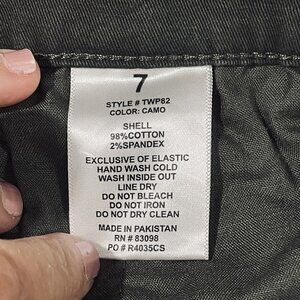 7
STYLE # TWP82
COLOR: CAMO
SHELL
98%COTTON
2%SPANDEX
EXCLUSIVE OF ELASTIC
HAND WASH COLD
WASH INSIDE OUT
LINE DRY
DO NOT BLEACH
DO NOT IRON
DO NOT DRY CLEAN
MADE IN PAKISTAN
RN # 83098
PO # R4035CS